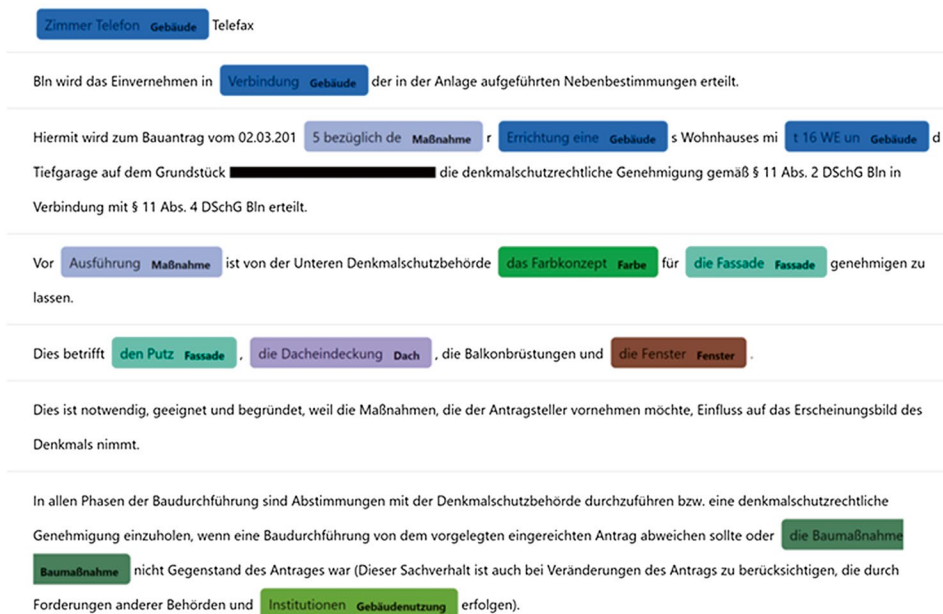 Zimmer Telefon Gebäude Telefax
Bln wird das Einvernehmen in Verbindung Gebäude der in der Anlage aufgeführten Nebenbestimmungen erteilt.
Hiermit wird zum Bauantrag vom 02.03.201 5 bezüglich de Maßnahme r Errichtung eine Gebäude s Wohnhauses mi t 16 WE un Gebäude d
Tiefgarage auf dem Grundstück die denkmalschutzrechtliche Genehmigung gemäß § 11 Abs. 2 DSchG Bln in
Verbindung mit § 11 Abs. 4 DSchG Bln erteilt.
Vor Ausführung Maßnahme ist von der Unteren Denkmalschutzbehörde das Farbkonzept Farbe für die Fassade Fassade genehmigen zu
lassen.
Dies betrifft den Putz Fassade , die Dacheindeckung Dach , die Balkonbrüstungen und die Fenster Fenster .
Dies ist notwendig, geeignet und begründet, weil die Maßnahmen, die der Antragsteller vornehmen möchte, Einfluss auf das Erscheinungsbild des
Denkmals nimmt.
In allen Phasen der Baudurchführung sind Abstimmungen mit der Denkmalschutzbehörde durchzuführen bzw. eine denkmalschutzrechtliche
Genehmigung einzuholen, wenn eine Baudurchführung von dem vorgelegten eingereichten Antrag abweichen sollte oder die Baumaßnahme
Baumaßnahme nicht Gegenstand des Antrages war (Dieser Sachverhalt ist auch bei Veränderungen des Antrags zu berücksichtigen, die durch
Forderungen anderer Behörden und Institutionen Gebäudenutzung erfolgen).